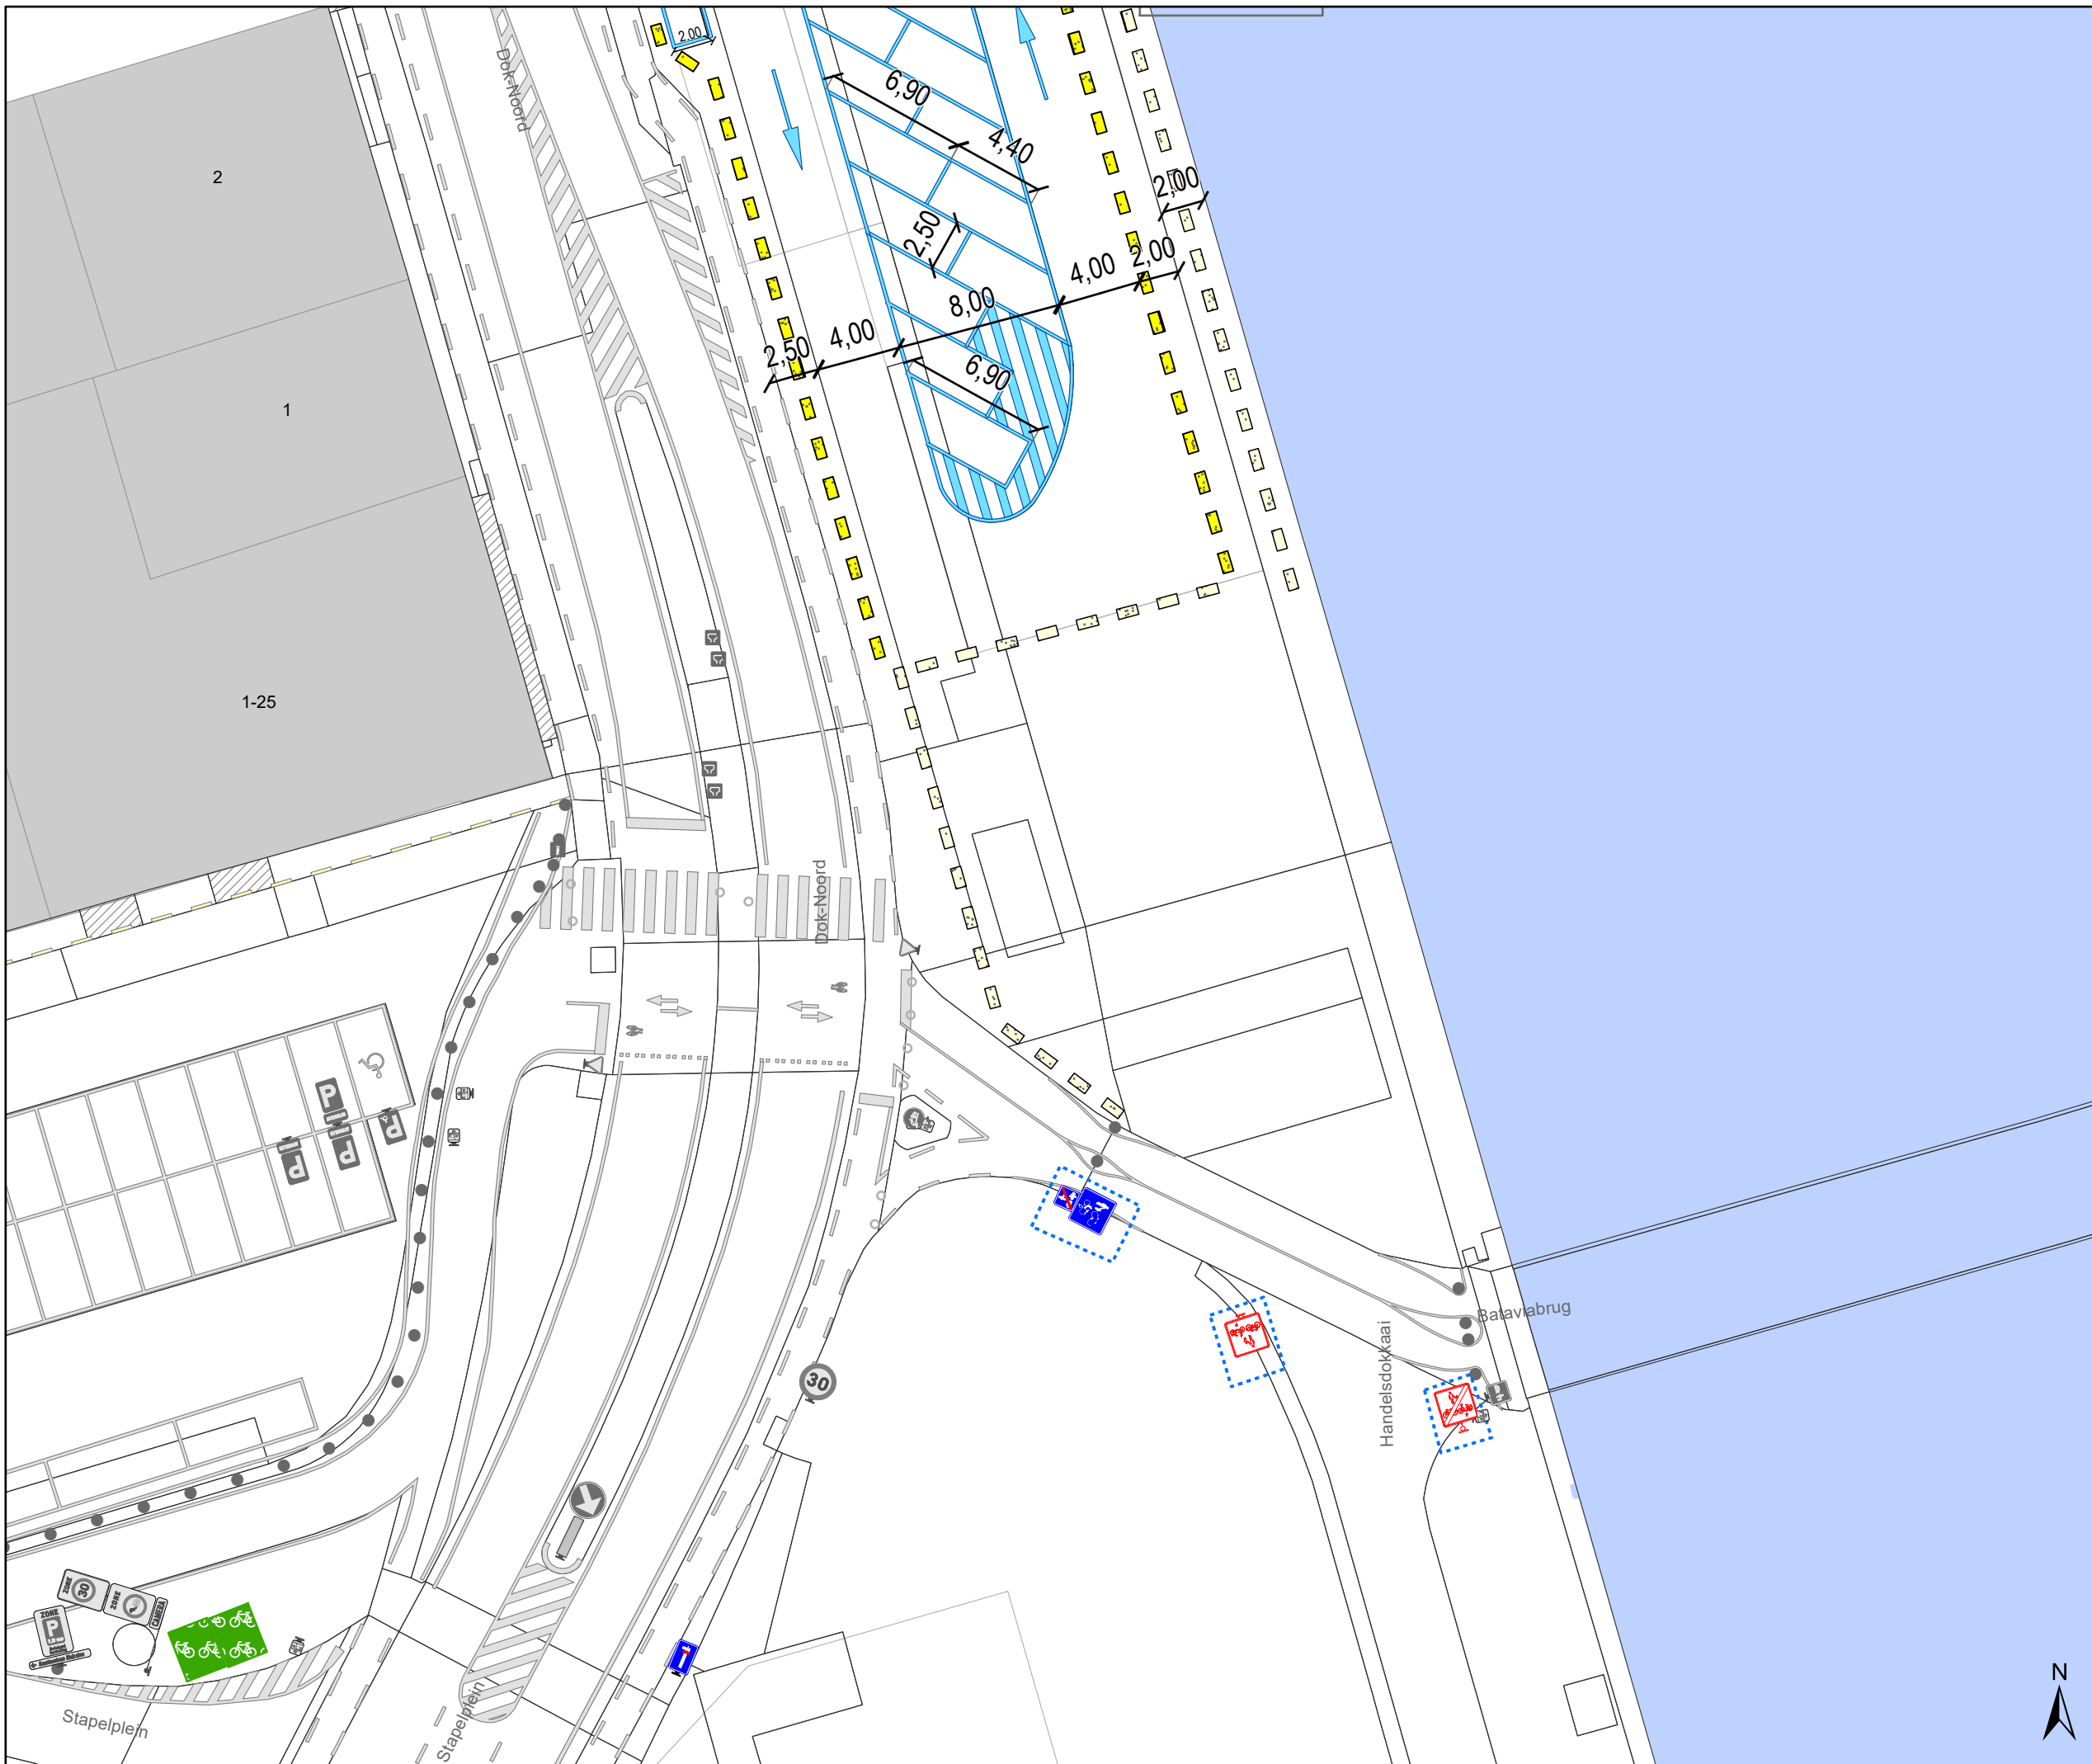 2,00
Dok-Noord
6,90
4,40
2
2,00
2,50
4,00
2,00
8,00
4,00
2,50
6,90
1
1-25
Dok-Noord
P
P
P
P
Bataviabrug
Handelsdokkaai
30
ZONE
30
ZONE
CAMERA
ZONE
P
Stapelplein
Stapelplein
N